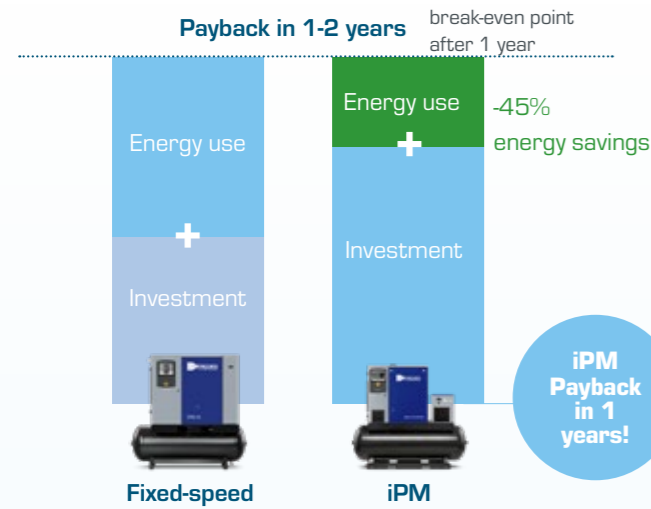 Payback in 1-2 years
break-even point
after 1 year
Energy use
Investment
Energy use
Investment
-45%
energy savings
iPM
Payback
in 1
years!
Fixed-speed
iPM